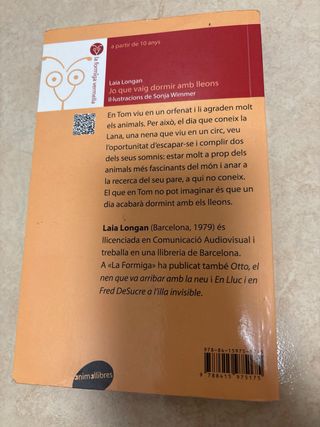 la formiga vermella
a partir de 10 anys
Laia Longan
Jo que vaig dormir amb lleons
Il·lustracions de Sonja Wimmer
En Tom viu en un orfenat i li agraden molt
els animals. Per això, el dia que coneix la
Lana, una nena que viu en un circ, veu
l'oportunitat d'escapar-se i complir dos
dels seus somnis: estar molt a prop dels
animals més fascinants del món i anar a
la recerca del seu pare, a qui no coneix.
El que en Tom no pot imaginar és que un
dia acabarà dormint amb els lleons.
Laia Longan (Barcelona, 1979) és
llicenciada en Comunicació Audiovisual i
treballa en una llibreria de Barcelona.
A «La Formiga» ha publicat també Otto, el
nen que va arribar amb la neu i En Lluc i en
Fred DeSucre a l'illa invisible.
animallibres
978-84-15975-
9 788415 975175